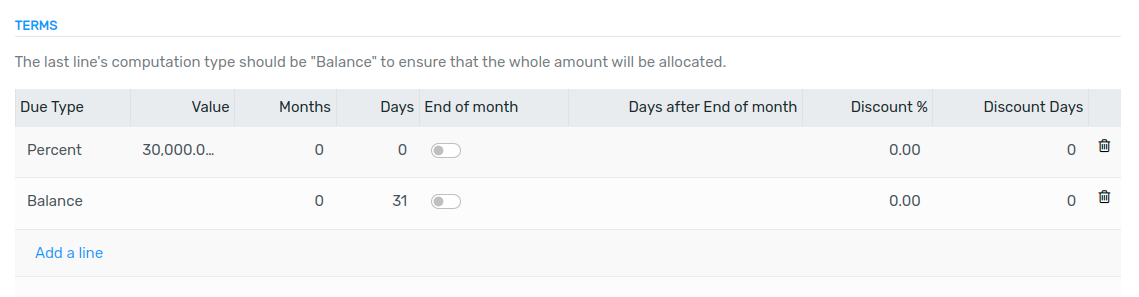 TERMS
The last line's computation type should be "Balance" to ensure that the whole amount will be allocated.
Due Type Value Months Days End of month Days after End of month Discount % Discount Days
Percent 30,000.0... 0 0 0.00 0
Balance 0 31 0.00 0
Add a line